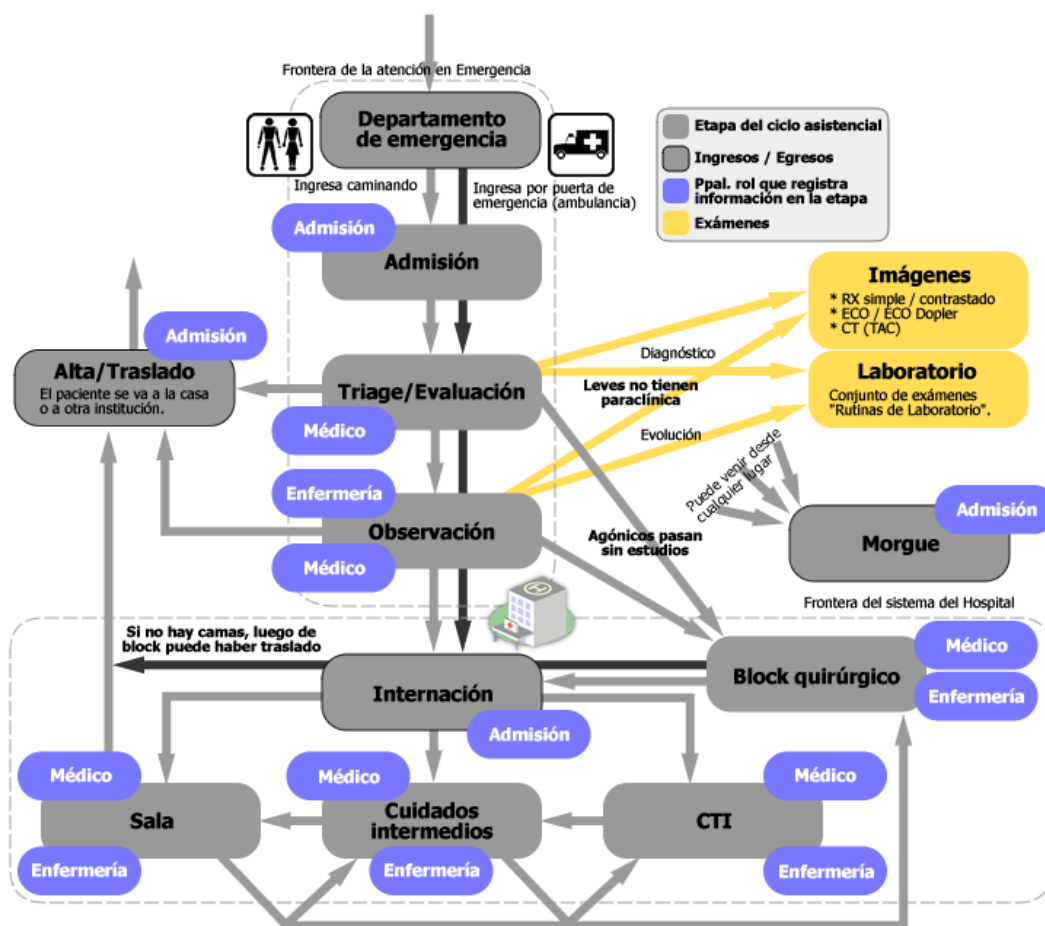 Frontera de la atención en Emergencia
Departamento
de emergencia
Ingresa caminando
Ingresa por puerta de
emergencia (ambulancia)
Etapa del ciclo asistencial
Ingresos / Egresos
Ppal. rol que registra
información en la etapa
Exámenes
Admisión
Admisión
Imágenes
* RX simple / contrastado
* ECO / ECO Dopler
* CT (TAC)
Admisión
Alta/Traslado
El paciente se va a la casa
o a otra institución.
Triage/Evaluación
Médico
Diagnóstico
Leves no tienen
paraclínica
Laboratorio
Conjunto de exámenes
"Rutinas de Laboratorio".
Evolución
Enfermería
Observación
Médico
Agónicos pasan
sin estudios
Puede venir desde
cualquier lugar
Admisión
Morgue
H
Frontera del sistema del Hospital
Si no hay camas, luego de
block puede haber traslado
Internación
Admisión
Médico
Block quirúrgico
Enfermería
Médico
Sala
Enfermería
Médico
Cuidados
intermedios
Enfermería
Médico
CTI
Enfermería